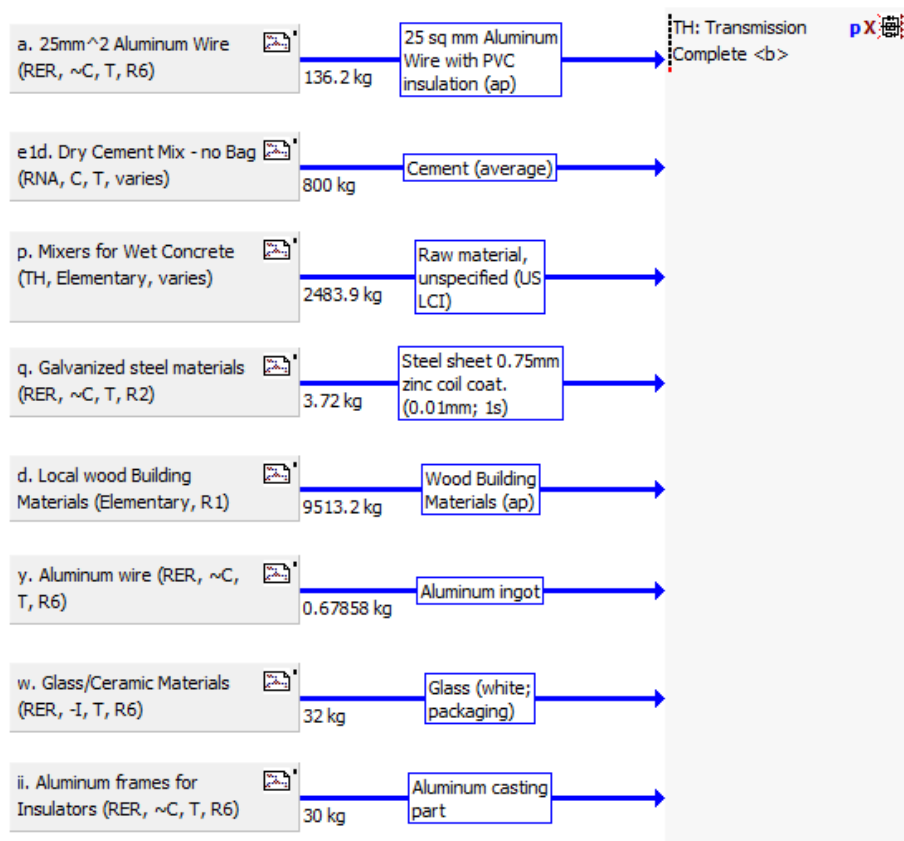 a. 25mm^2 Aluminum Wire
(RER, ~C, T, R6)
136.2 kg
25 sq mm Aluminum
Wire with PVC
insulation (ap)
TH: Transmission
Complete <b>
pX
e1d. Dry Cement Mix - no Bag
(RNA, C, T, varies)
800 kg
Cement (average)
p. Mixers for Wet Concrete
(TH, Elementary, varies)
2483.9 kg
Raw material,
unspecified (US
LCI)
q. Galvanized steel materials
(RER, ~C, T, R2)
3.72 kg
Steel sheet 0.75mm
zinc coil coat.
(0.01mm; 1s)
d. Local wood Building
Materials (Elementary, R1)
9513.2 kg
Wood Building
Materials (ap)
y. Aluminum wire (RER, ~C,
T, R6)
0.67858 kg
Aluminum ingot
w. Glass/Ceramic Materials
(RER, -I, T, R6)
32 kg
Glass (white;
packaging)
ii. Aluminum frames for
Insulators (RER, ~C, T, R6)
30 kg
Aluminum casting
part